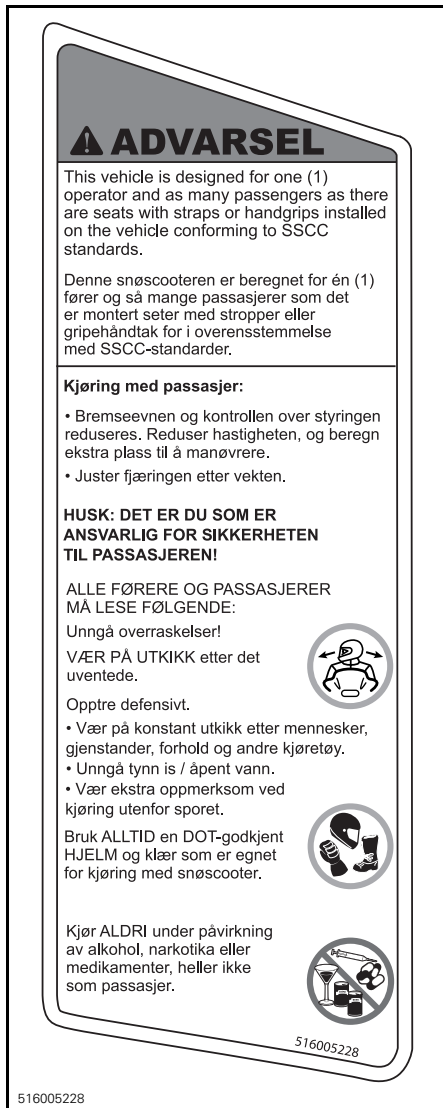 ADVARSEL
This vehicle is designed for one (1)
operator and as many passengers as there
are seats with straps or handgrips installed
on the vehicle conforming to SSCC
standards.
Denne snøscooteren er beregnet for én (1)
fører og så mange passasjerer som det
er montert seter med stropper eller
gripehåndtak for i overensstemmelse
med SSCC-standarder.
Kjøring med passasjer:
• Bremseevnen og kontrollen over styringen
reduseres. Reduser hastigheten, og beregn
ekstra plass til å manøvrere.
• Juster fjæringen etter vekten.
HUSK: DET ER DU SOM ER
ANSVARLIG FOR SIKKERHETEN
TIL PASSASJEREN!
ALLE FØRERE OG PASSASJERER
MÅ LESE FØLGENDE:
Unngå overraskelser!
VÆR PÅ UTKIKK etter det
uventede.
Opptre defensivt.
• Vær på konstant utkikk etter mennesker,
gjenstander, forhold og andre kjøretøy.
• Unngå tynn is / åpent vann.
• Vær ekstra oppmerksom ved
kjøring utenfor sporet.
Bruk ALLTID en DOT-godkjent
HJELM og klær som er egnet
for kjøring med snøscooter.
Kjør ALDRI under påvirkning
av alkohol, narkotika eller
medikamenter, heller ikke
som passasjer.
516005228
516005228